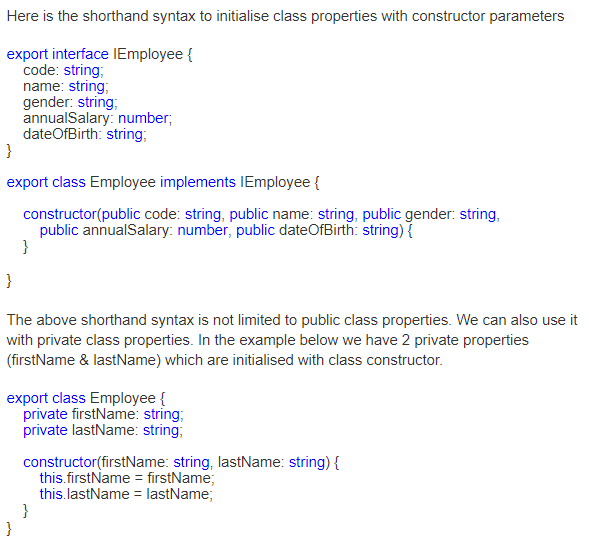 Here is the shorthand syntax to initialise class properties with constructor parameters
export interface IEmployee {
code: string;
name: string;
gender: string;
annualSalary: number;
dateOfBirth: string;
}
export class Employee implements IEmployee {
constructor(public code: string, public name: string, public gender: string,
public annualSalary: number, public dateOfBirth: string) {
}
}
The above shorthand syntax is not limited to public class properties. We can also use it
with private class properties. In the example below we have 2 private properties
(firstName & lastName) which are initialised with class constructor.
export class Employee {
private firstName: string;
private lastName: string;
constructor(firstName: string, lastName: string) {
this.firstName = firstName;
this.lastName = lastName;
}
}